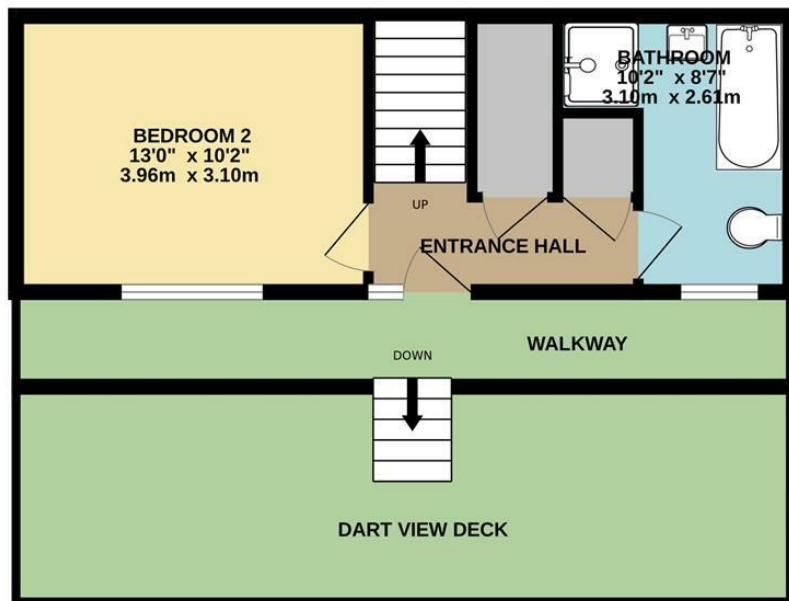 BATHROOM
10'2" x 8'7"
3.10m x 2.61m
BEDROOM 2
13'0" x 10'2"
3.96m x 3.10m
UP
ENTRANCE HALL
WALKWAY
DOWN
DART VIEW DECK